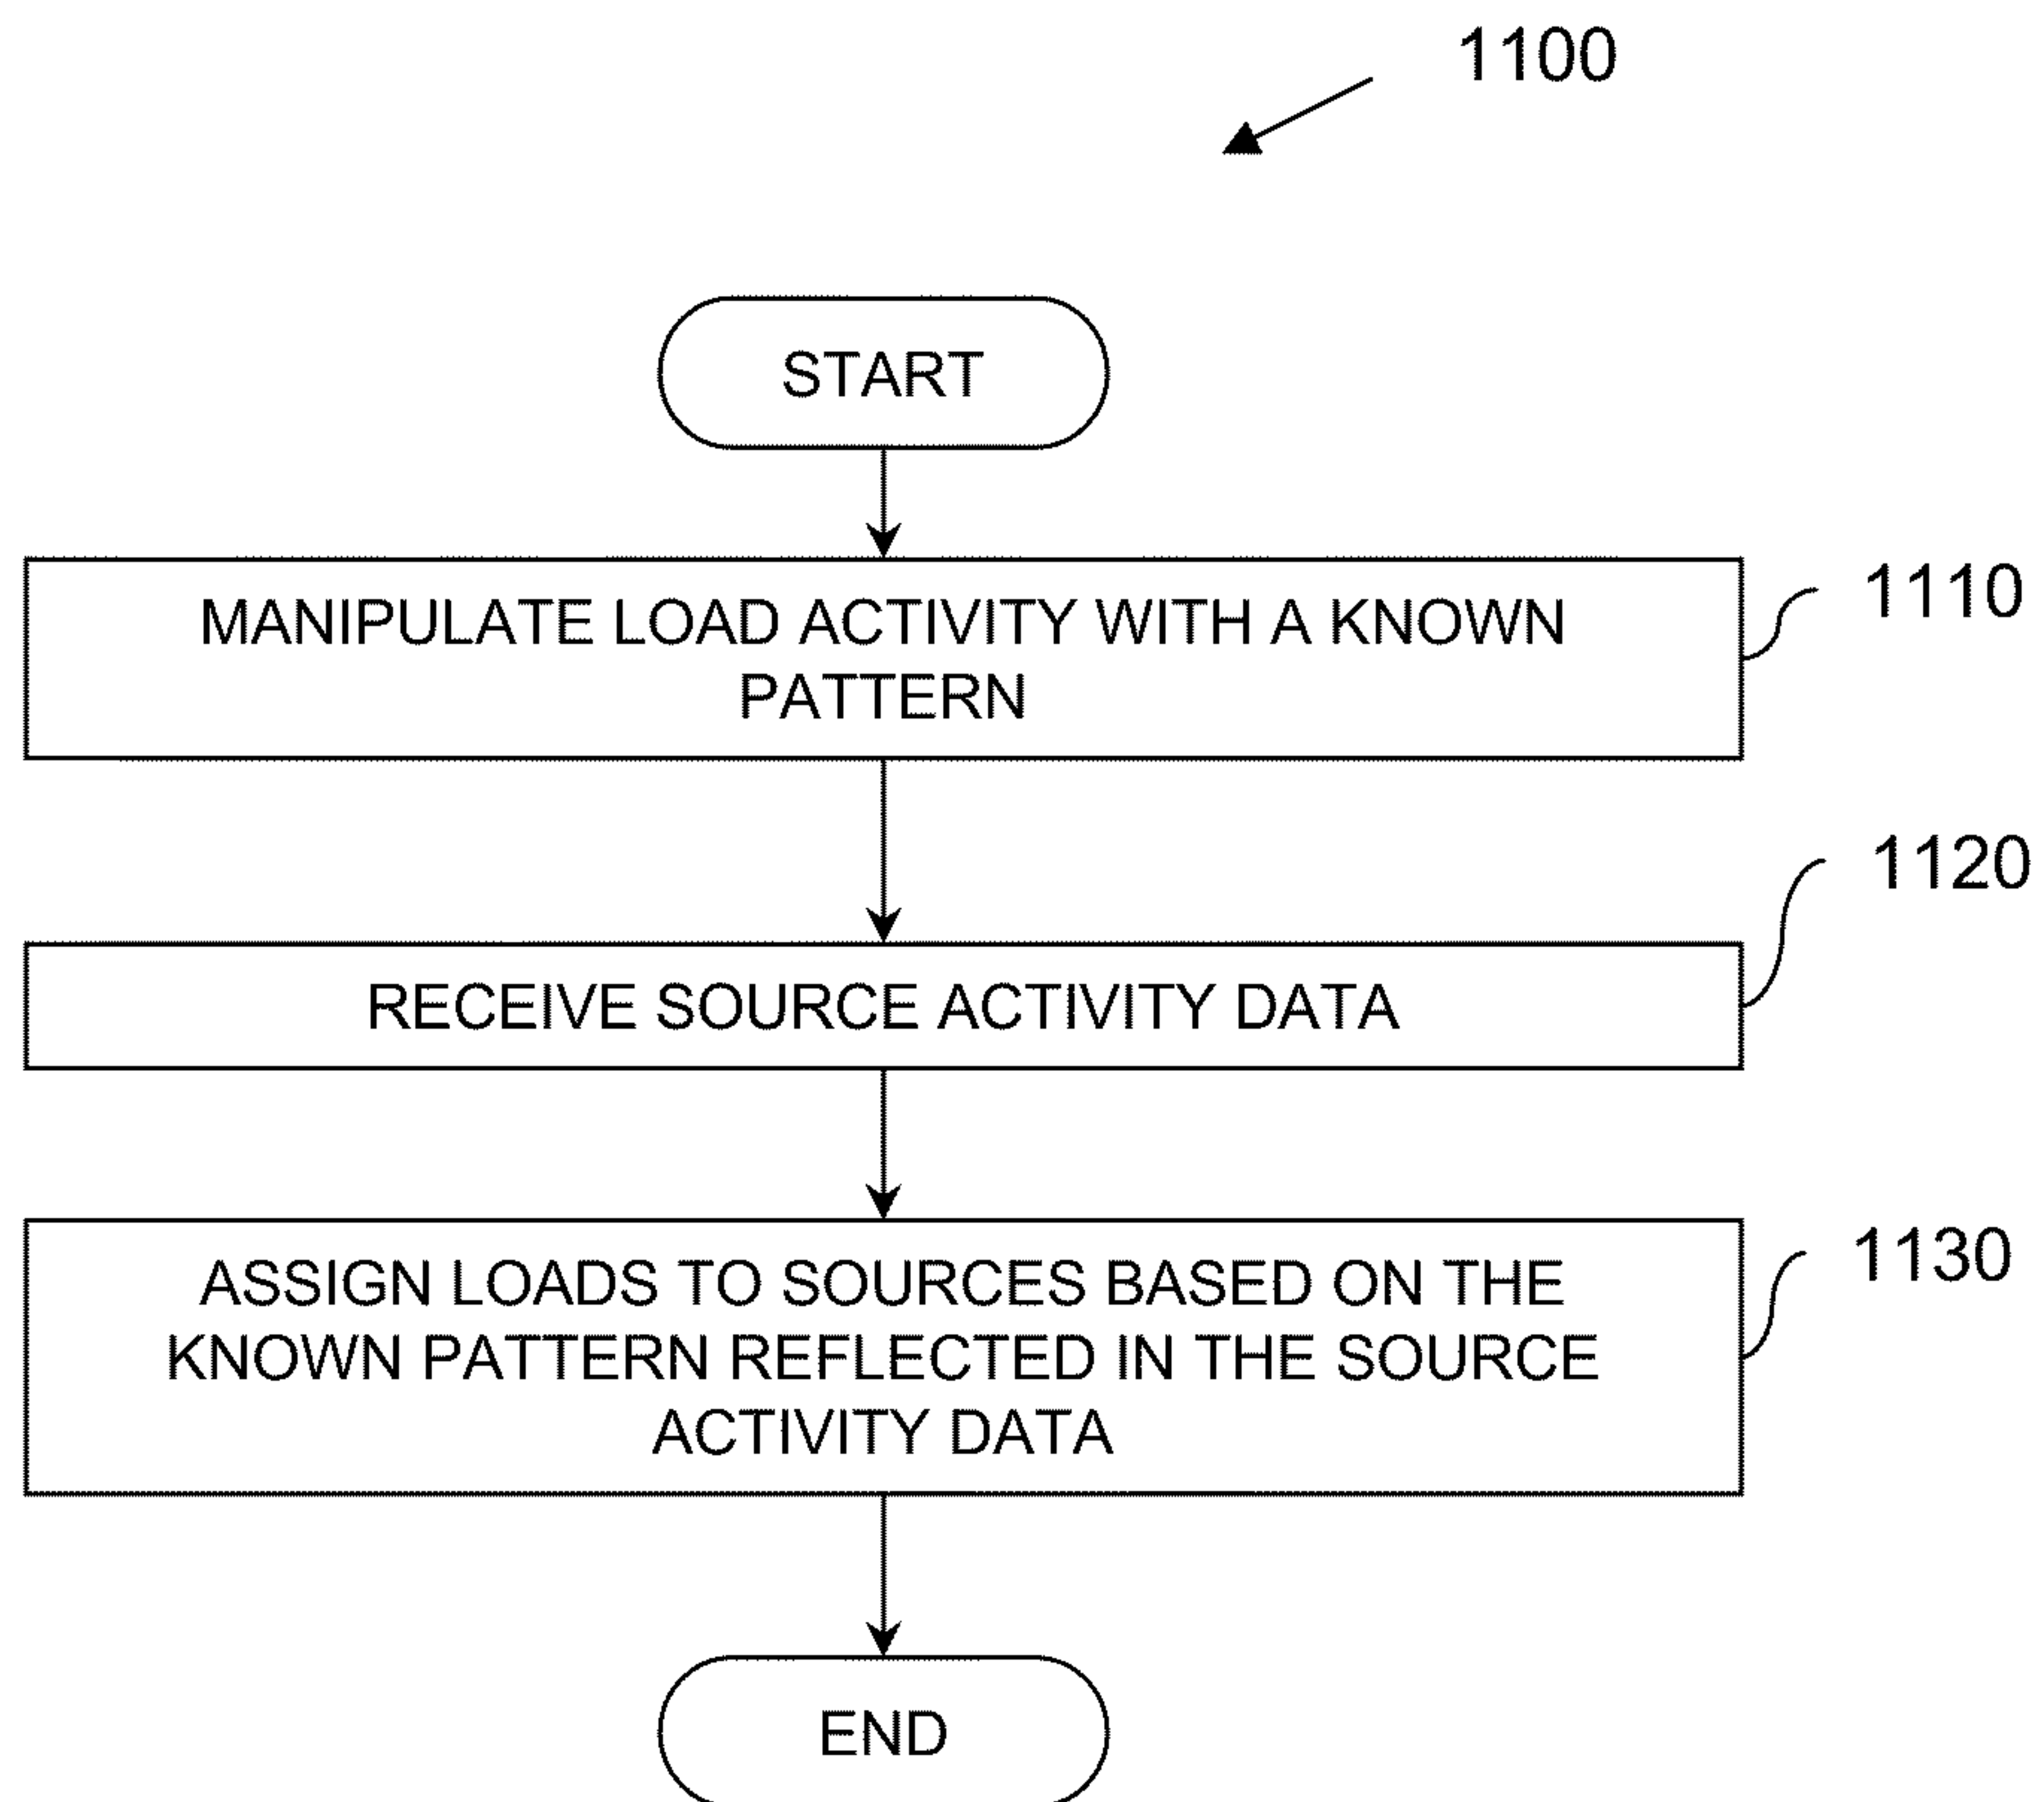 1100
START
MANIPULATE LOAD ACTIVITY WITH A KNOWN
PATTERN
1110
RECEIVE SOURCE ACTIVITY DATA
1120
ASSIGN LOADS TO SOURCES BASED ON THE
KNOWN PATTERN REFLECTED IN THE SOURCE
ACTIVITY DATA
1130
END